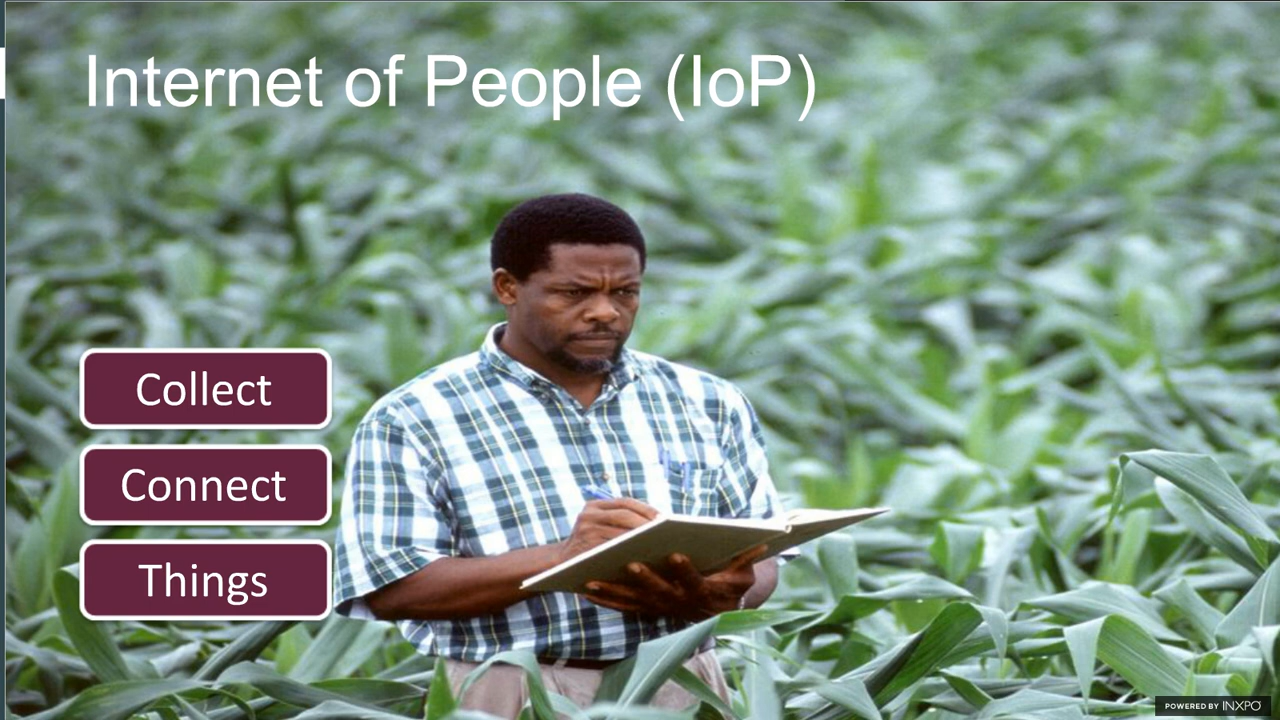 Internet of People (IoP)
Collect
Connect
Things
POWERED BY INXPO